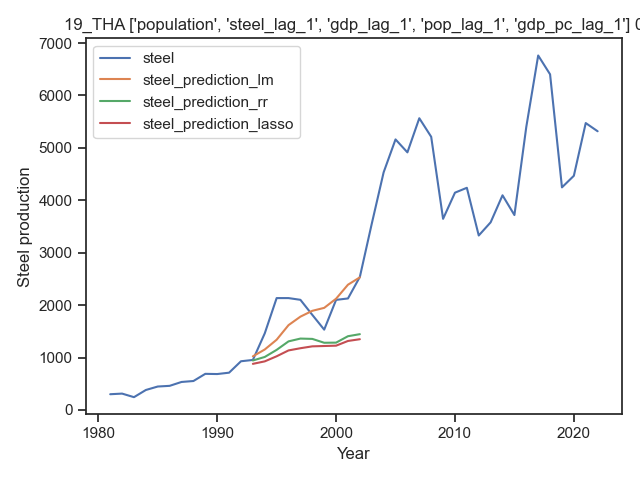 19_THA ['population', 'steel_lag_1', 'gdp_lag_1', 'pop_lag_1', 'gdp_pc_lag_1'] 0
7000
6000
5000
4000
3000
2000
1000
0
Steel production
steel
steel_prediction_lm
steel_prediction_rr
steel_prediction_lasso
1980 1990 2000 2010 2020
Year